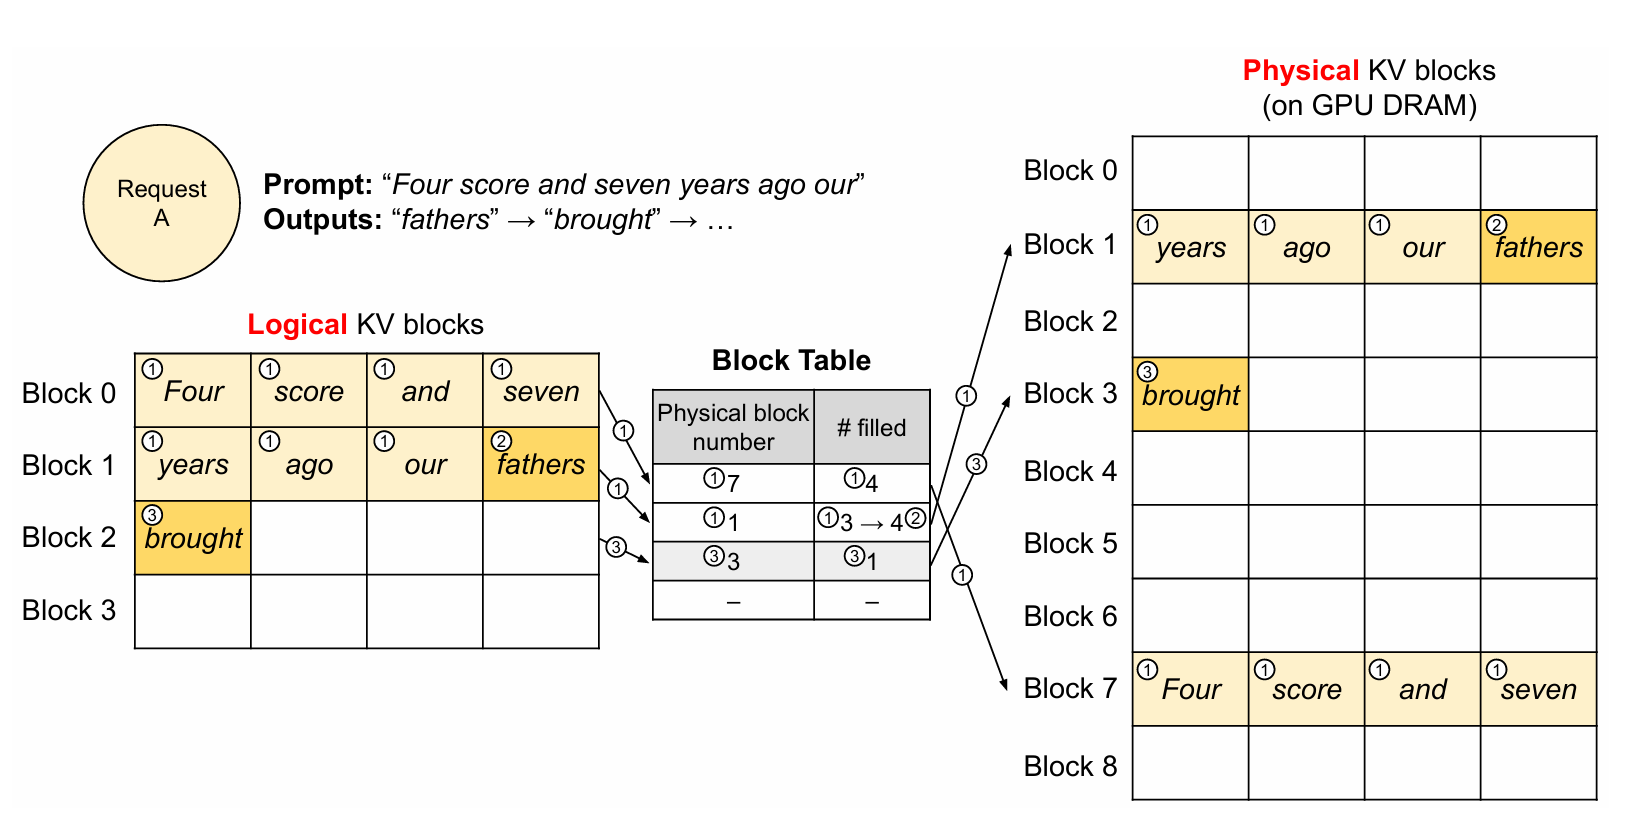 Physical KV blocks
(on GPU DRAM)
Request
A
Prompt: “Four score and seven years ago our”
Outputs: “fathers” → “brought” → …
Logical KV blocks
Block 0
① Four ① score ① and ① seven
Block 1
① years ① ago ① our ② fathers
Block 2
③ brought
Block 3
①
①
③
Block Table
Physical block
number
# filled
①7 ①4
①1 ①3 → 4②
③3 ③1
– –
①
③
①
Block 0
Block 1
① years ① ago ① our ② fathers
Block 2
Block 3
③ brought
Block 4
Block 5
Block 6
Block 7
① Four ① score ① and ① seven
Block 8